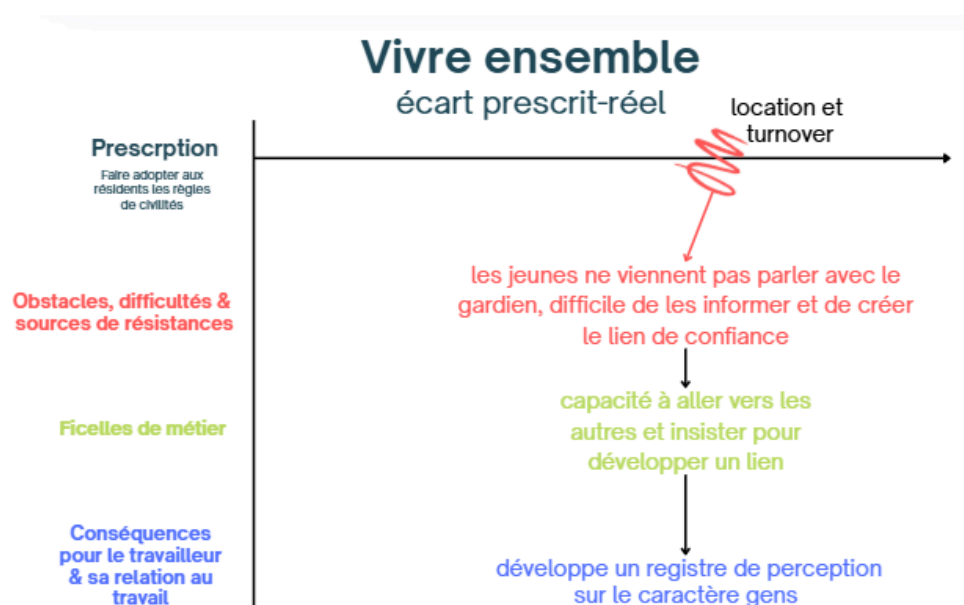 Vivre ensemble
écart prescrit-réel
location et
turnover
Prescrption
Faire adopter aux
résidents les règles
de civilités
Obstacles, difficultés &
sources de résistances
les jeunes ne viennent pas parler avec le
gardien, difficile de les informer et de créer
le lien de confiance
Ficelles de métier
capacité à aller vers les
autres et insister pour
développer un lien
Conséquences
pour le travailleur
& sa relation au
travail
développe un registre de perception
sur le caractère gens